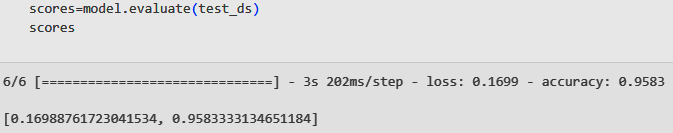 scores=model.evaluate(test_ds)
scores
6/6 [==============================] - 3s 202ms/step - loss: 0.1699 - accuracy: 0.9583
[0.16988761723041534, 0.9583333134651184]